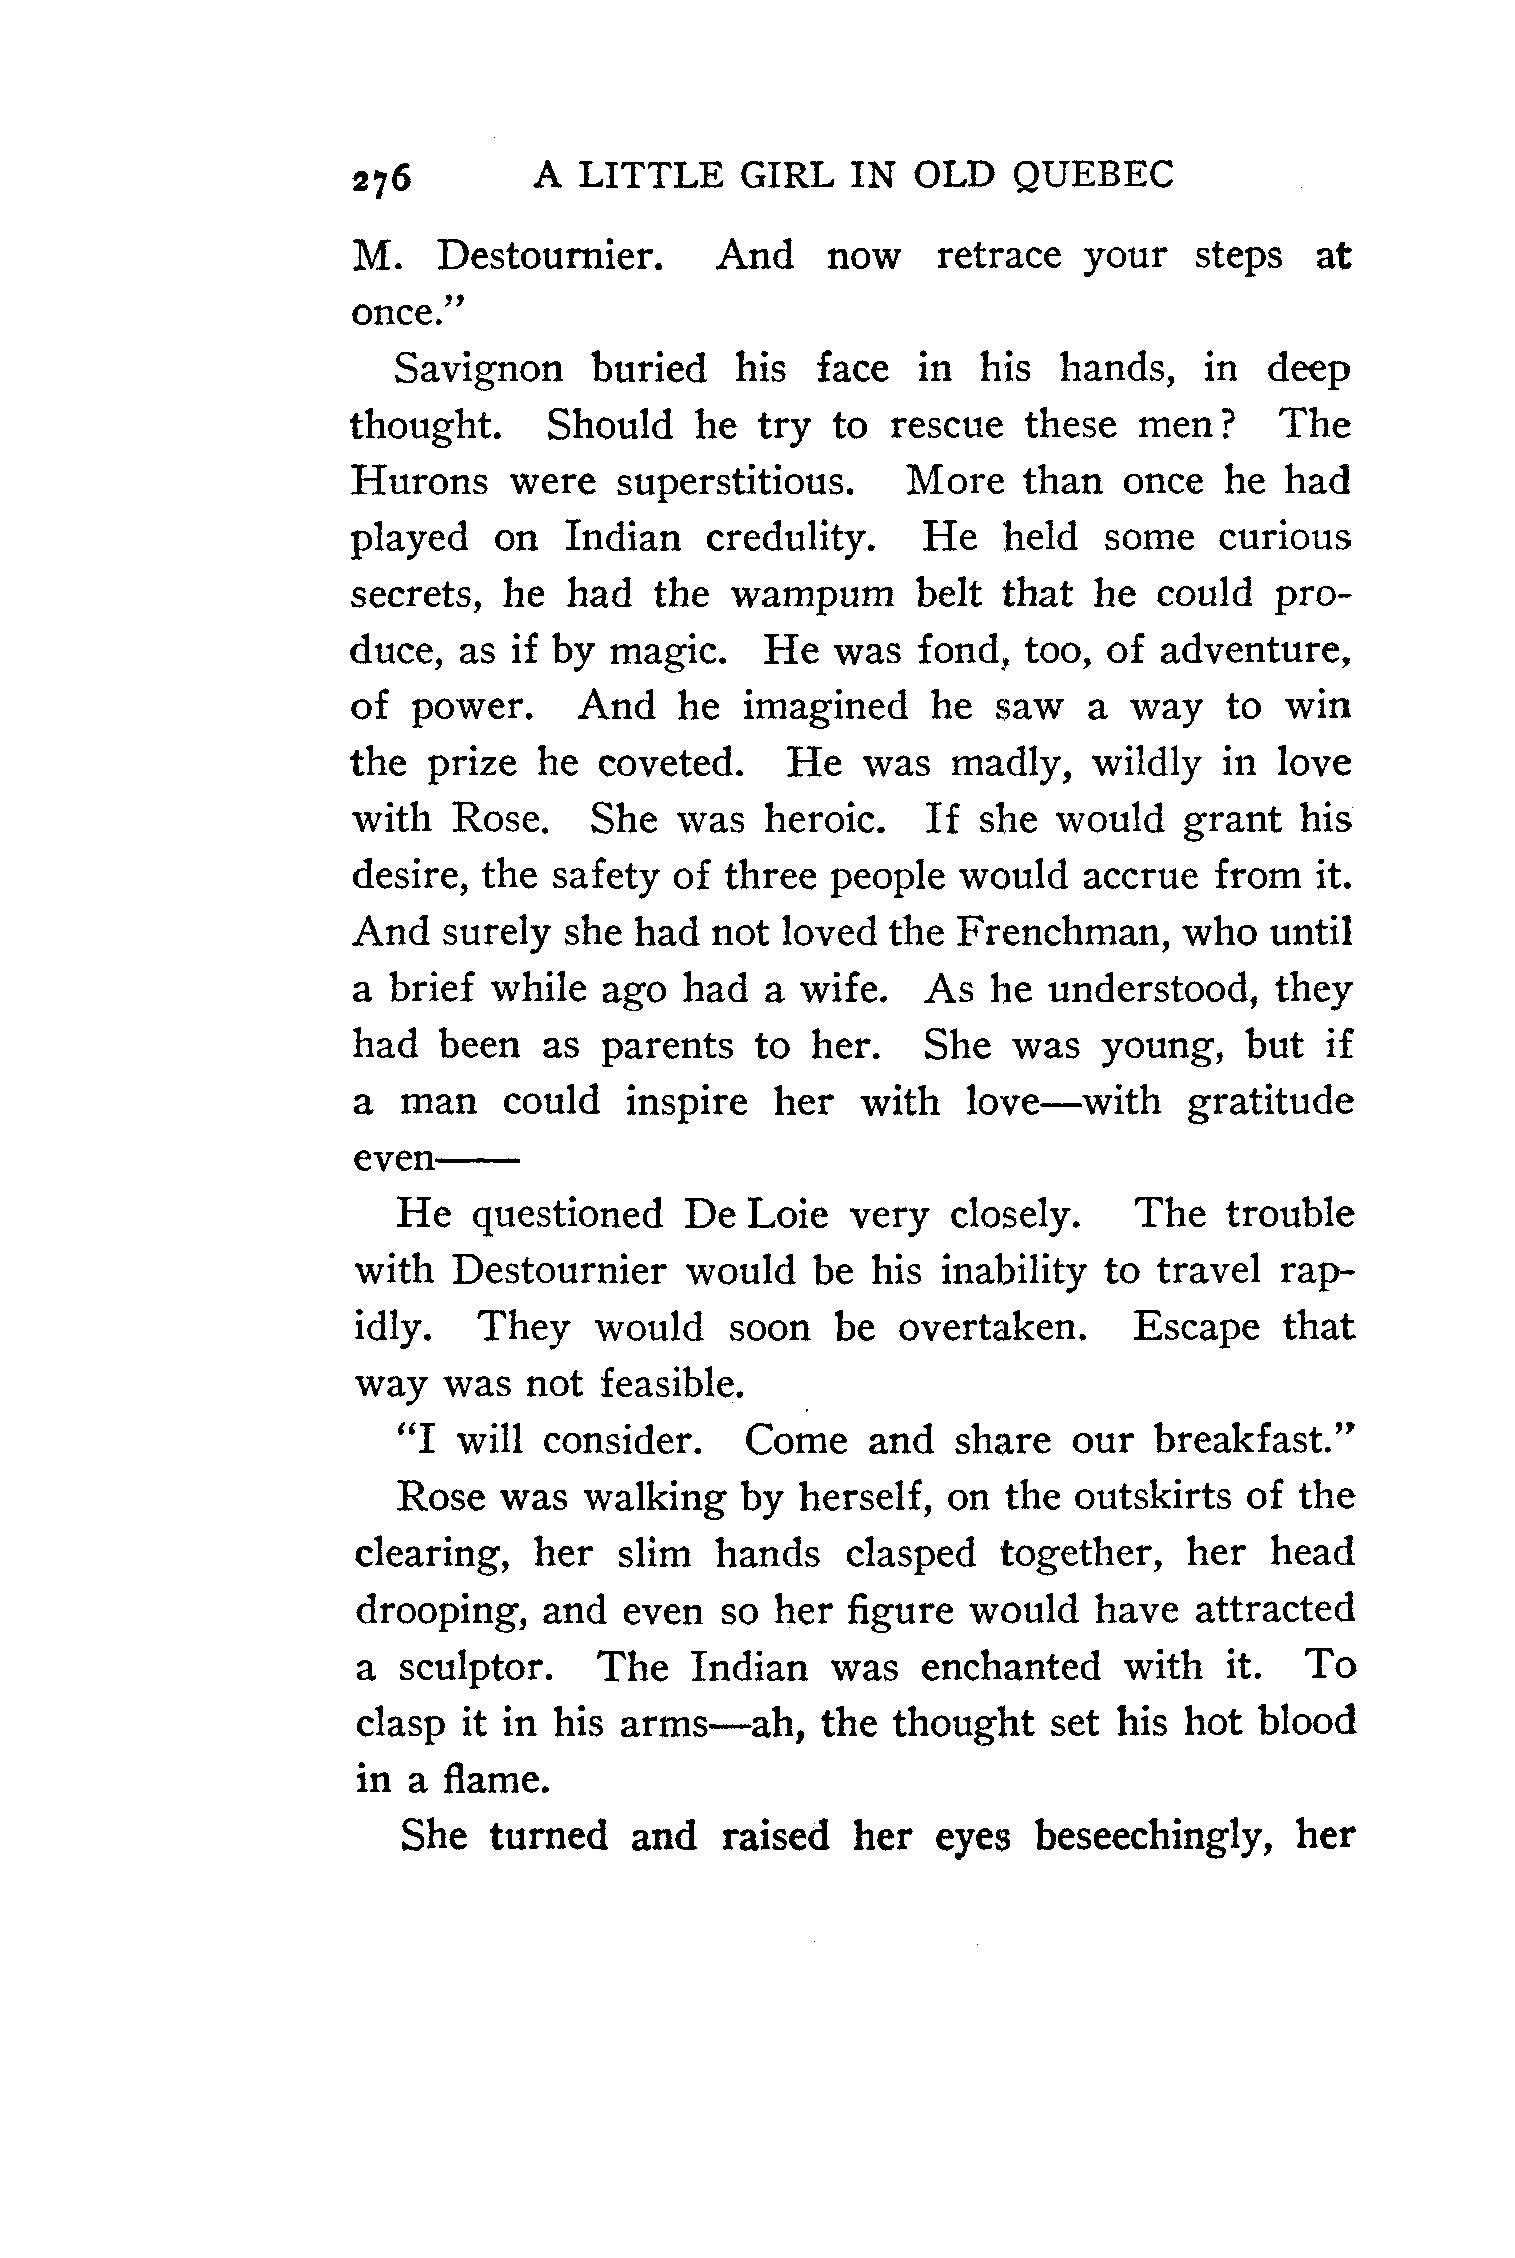 276 A LITTLE GIRL IN OLD QUEBEC
M. Destournier. And now retrace your steps at
once."
Savignon buried his face in his hands, in deep
thought. Should he try to rescue these men? The
Hurons were superstitious. More than once he had
played on Indian credulity. He held some curious
secrets, he had the wampum belt that he could pro-
duce, as if by magic. He was fond, too, of adventure,
of power. And he imagined he saw a way to win
the prize he coveted. He was madly, wildly in love
with Rose. She was heroic. If she would grant his
desire, the safety of three people would accrue from it.
And surely she had not loved the Frenchman, who until
a brief while ago had a wife. As he understood, they
had been as parents to her. She was young, but if
a man could inspire her with love—with gratitude
even——
He questioned De Loie very closely. The trouble
with Destournier would be his inability to travel rap-
idly. They would soon be overtaken. Escape that
way was not feasible.
"I will consider. Come and share our breakfast."
Rose was walking by herself, on the outskirts of the
clearing, her slim hands clasped together, her head
drooping, and even so her figure would have attracted
a sculptor. The Indian was enchanted with it. To
clasp it in his arms—ah, the thought set his hot blood
in a flame.
She turned and raised her eyes beseechingly, her